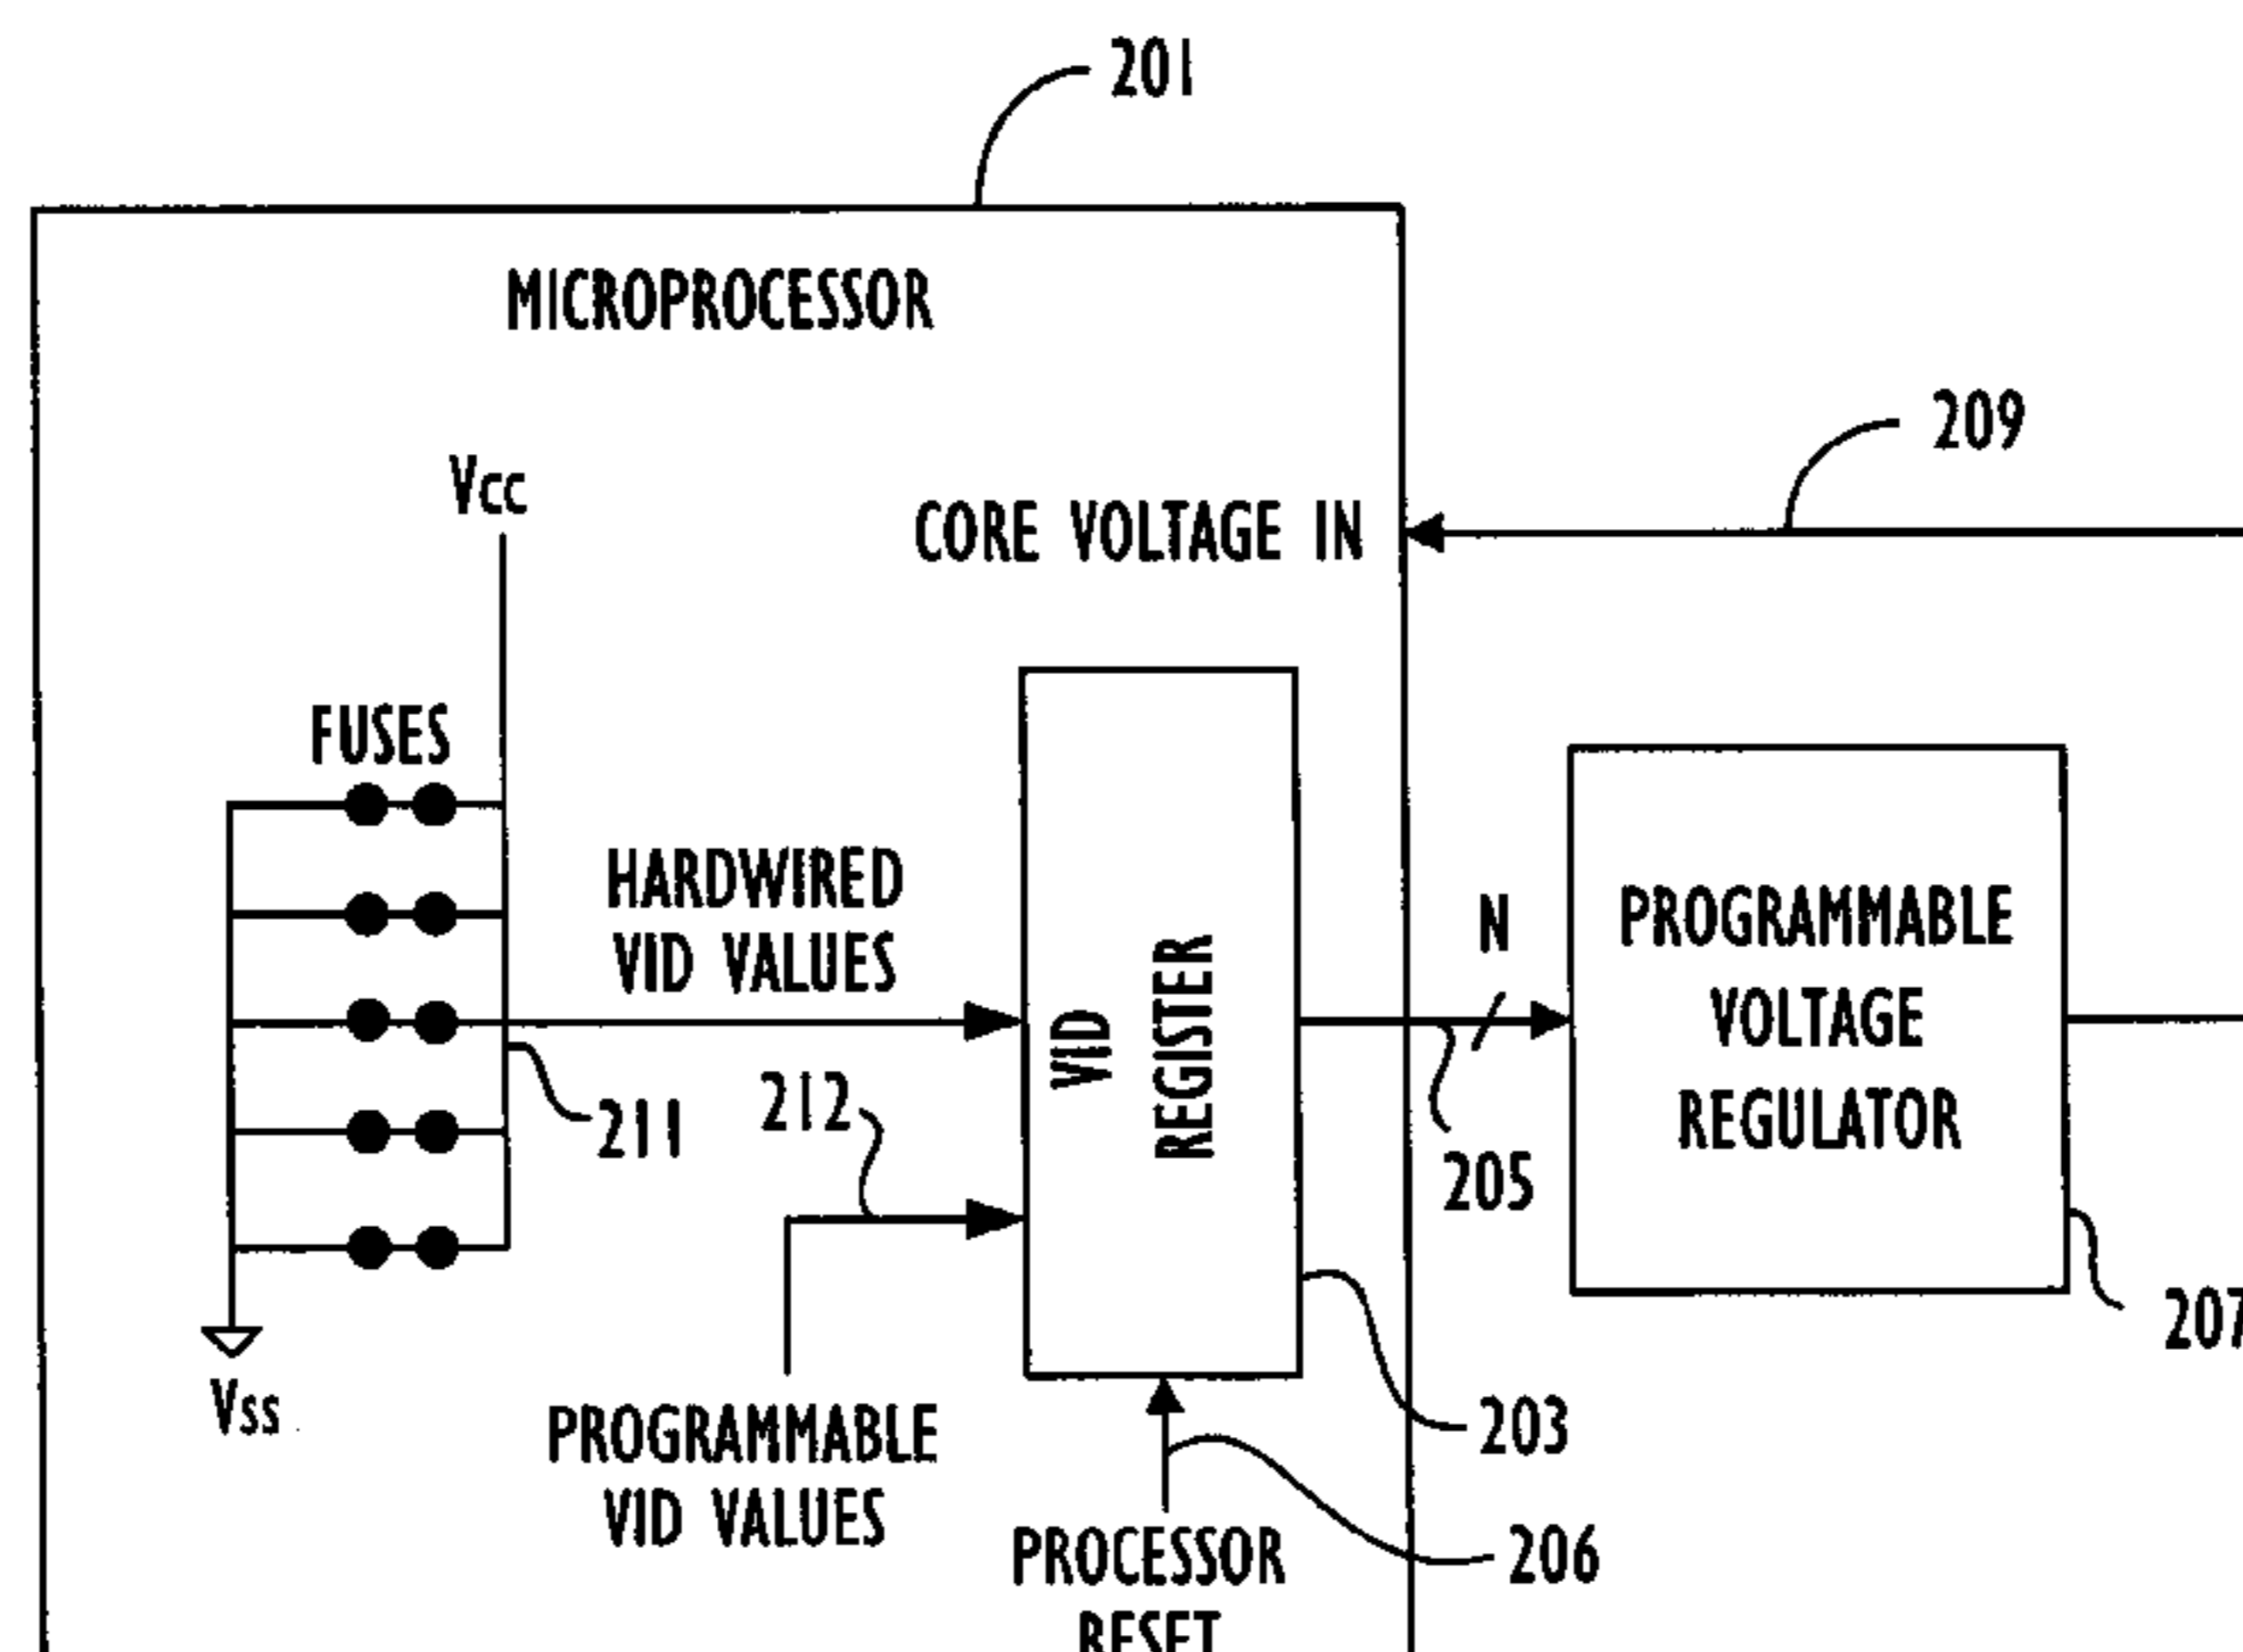 201
MICROPROCESSOR
209
Vcc
CORE VOLTAGE IN
FUSES
HARDWIRED
VID VALUES
N
PROGRAMMABLE
VOLTAGE
REGULATOR
VID
REGISTER
212
211
205
207
Vss
PROGRAMMABLE
VID VALUES
203
PROCESSOR
RESET
206